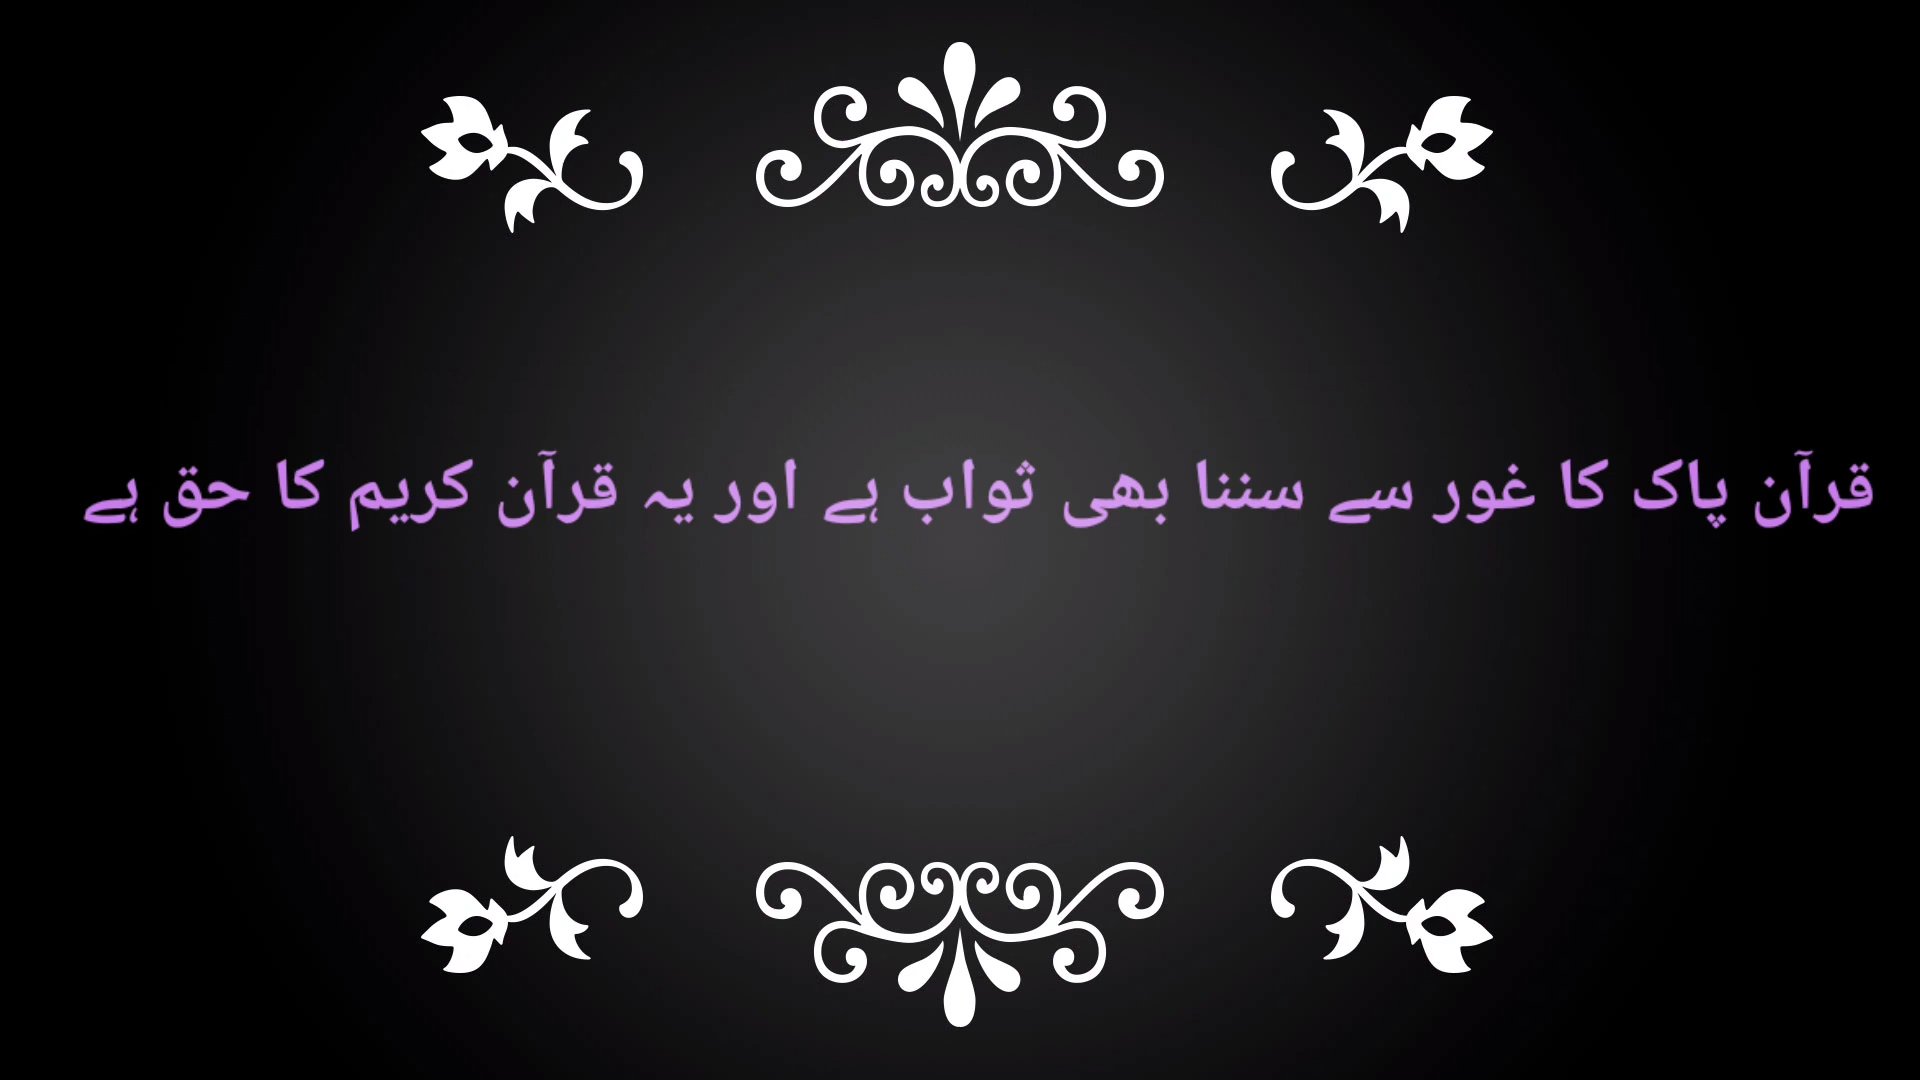 قرآن پاک کا غور سے سننا بھی ثواب ہے اور یہ قرآن کریم کا حق ہے